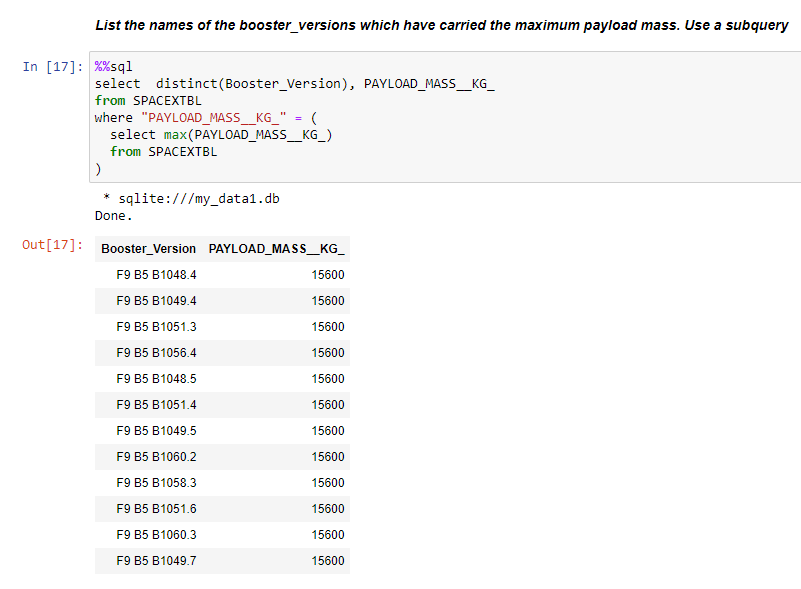 List the names of the booster_versions which have carried the maximum payload mass. Use a subquery
In [17]: %%sql
select  distinct(Booster_Version), PAYLOAD_MASS__KG_
from SPACEXTBL
where "PAYLOAD_MASS__KG_" = (
  select max(PAYLOAD_MASS__KG_)
  from SPACEXTBL
)
 * sqlite:///my_data1.db
Done.
Out[17]: Booster_Version PAYLOAD_MASS__KG_
F9 B5 B1048.4 15600
F9 B5 B1049.4 15600
F9 B5 B1051.3 15600
F9 B5 B1056.4 15600
F9 B5 B1048.5 15600
F9 B5 B1051.4 15600
F9 B5 B1049.5 15600
F9 B5 B1060.2 15600
F9 B5 B1058.3 15600
F9 B5 B1051.6 15600
F9 B5 B1060.3 15600
F9 B5 B1049.7 15600